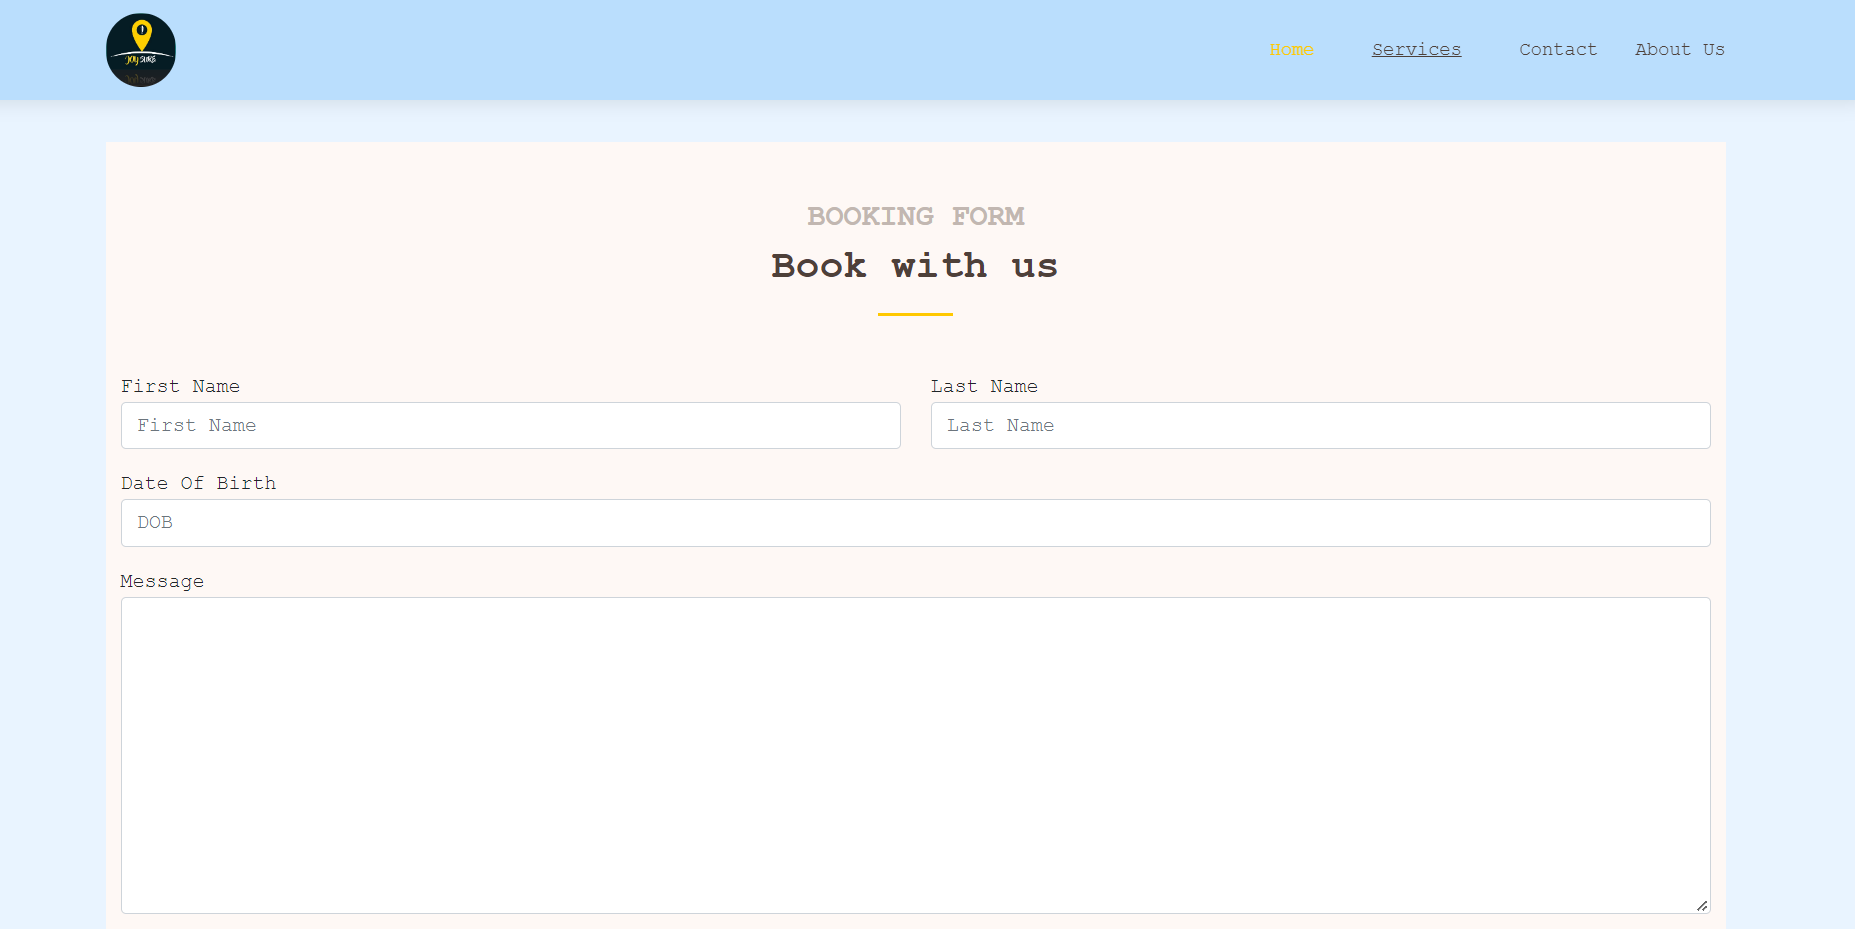 JOY SURE
Home Services Contact About Us
BOOKING FORM
Book with us
First Name Last Name
First Name Last Name
Date Of Birth
DOB
Message